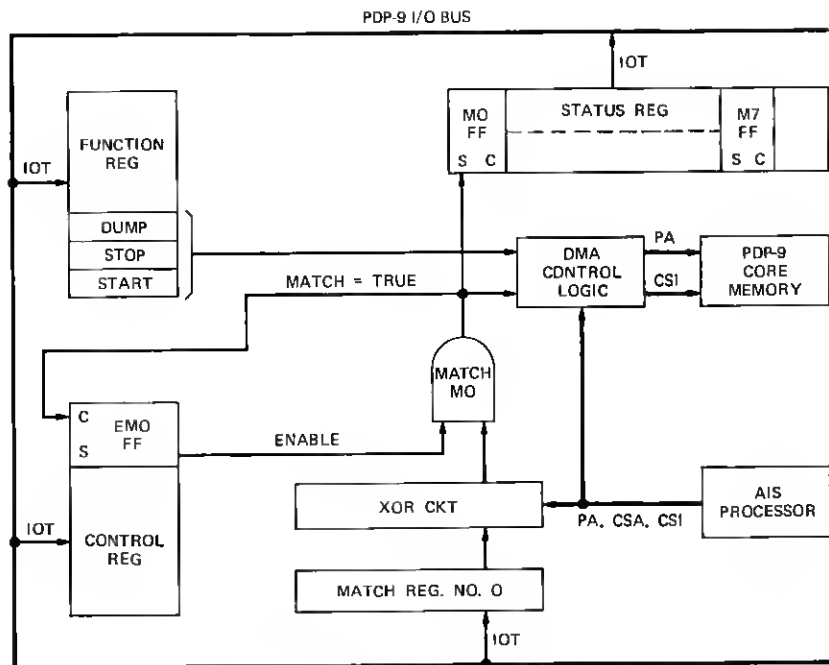 PDP-9 I/O BUS
IOT
MO
FF
S C
STATUS REG
M7
FF
S C
FUNCTION
REG
IOT
DUMP
STOP
START
DMA
CONTROL
LOGIC
PA
CSI
PDP-9
CORE
MEMORY
MATCH = TRUE
MATCH
MO
C
S
EMO
FF
ENABLE
XOR CKT
PA, CSA, CSI
AIS
PROCESSOR
IOT
CONTROL
REG
MATCH REG. NO. O
IOT